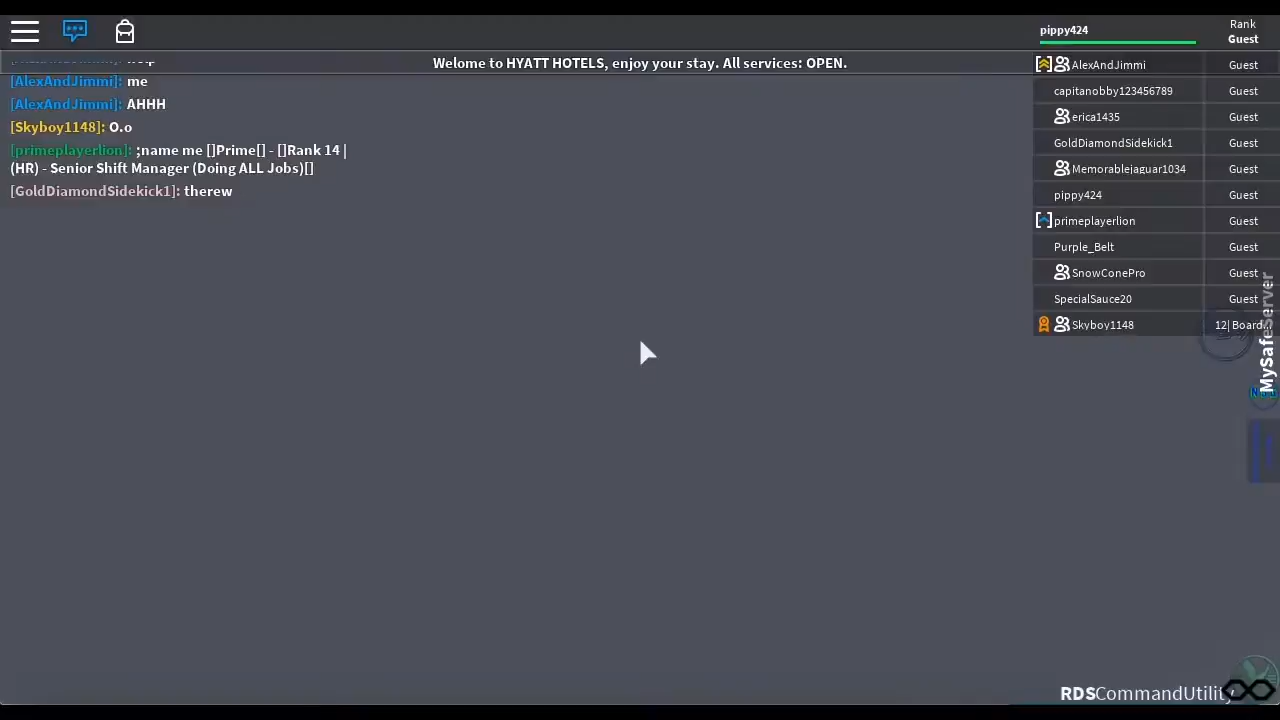 pippy424
Rank
Guest
Welome to HYATT HOTELS, enjoy your stay. All services: OPEN.
[AlexAndJimmi]: help
[AlexAndJimmi]: me
[AlexAndJimmi]: AHHH
[Skyboy1148]: O.o
[primeplayerlion]: ;name me []Prime[] - []Rank 14 |
(HR) - Senior Shift Manager (Doing ALL Jobs)[]
[GoldDiamondSidekick1]: therew
AlexAndJimmi Guest
capitanobby123456789 Guest
erica1435 Guest
GoldDiamondSidekick1 Guest
Memorablejaguar1034 Guest
pippy424 Guest
primeplayerlion Guest
Purple_Belt Guest
SnowConePro Guest
SpecialSauce20 Guest
Skyboy1148 12| Board...
MySafeserver
RDSCommandUtility